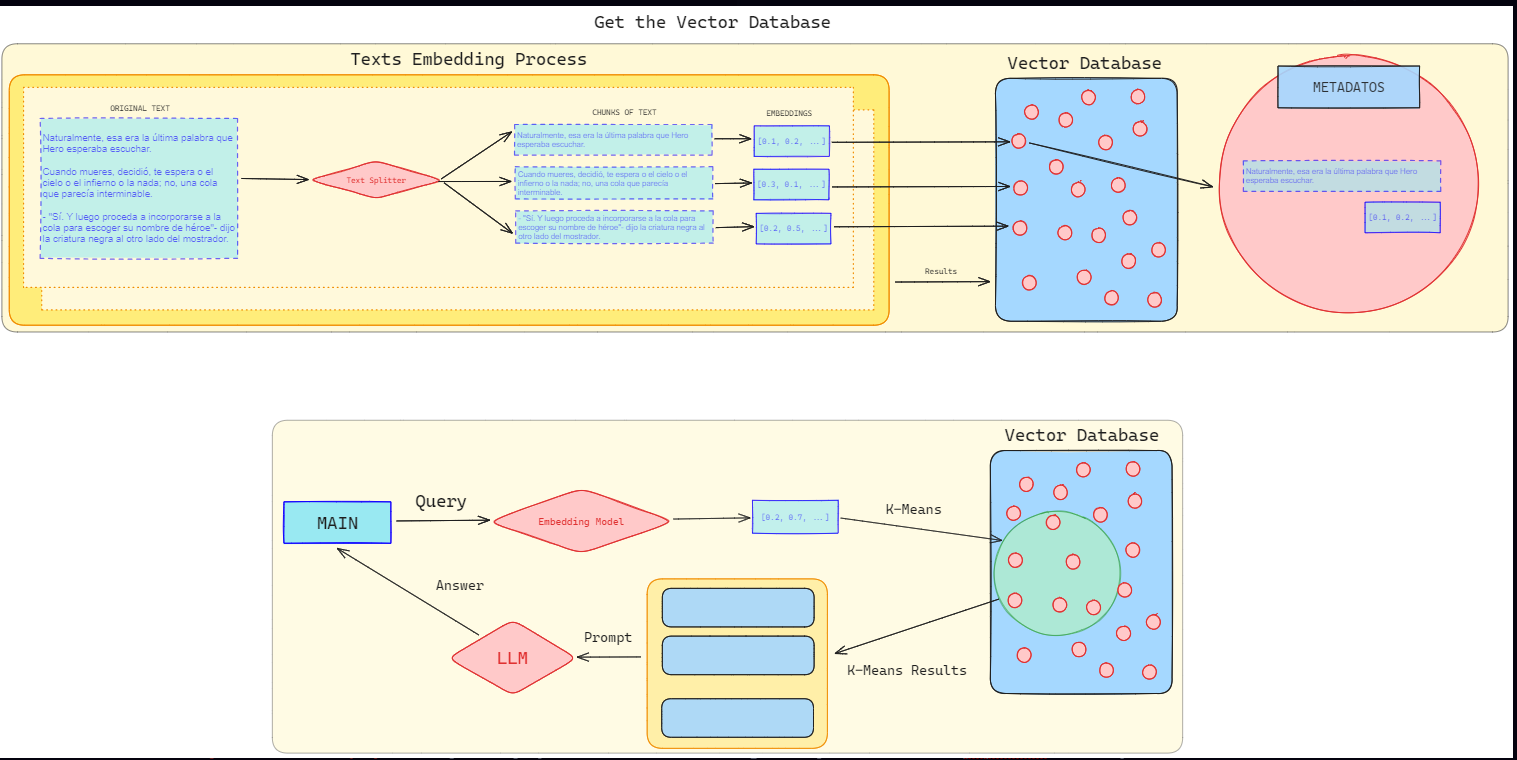 Get the Vector Database
Texts Embedding Process
ORIGINAL TEXT
Naturalmente, esa era la última palabra que
Hero esperaba escuchar.
Cuando mueres, decidió, te espera o el
cielo o el infierno o la nada; no, una cola
que parecía interminable.
- "Sí. Y luego proceda a incorporarse a la
cola para escoger su nombre de héroe"- dijo
la criatura negra al otro lado del mostrador.
Text Splitter
CHUNKS OF TEXT
Naturalmente, esa era la última palabra que Hero
esperaba escuchar.
Cuando mueres, decidió, te espera o el cielo o el
infierno o la nada; no, una cola que parecía
interminable.
- "Sí. Y luego proceda a incorporarse a la cola para
escoger su nombre de héroe"- dijo la criatura negra al
otro lado del mostrador.
EMBEDDINGS
[0.1, 0.2, ...]
[0.3, 0.1, ...]
[0.2, 0.5, ...]
Results
Vector Database
METADATOS
Naturalmente, esa era la última palabra que Hero
esperaba escuchar.
[0.1, 0.2, ...]
MAIN
Query
Embedding Model
[0.2, 0.7, ...]
K-Means
Vector Database
K-Means Results
Prompt
LLM
Answer